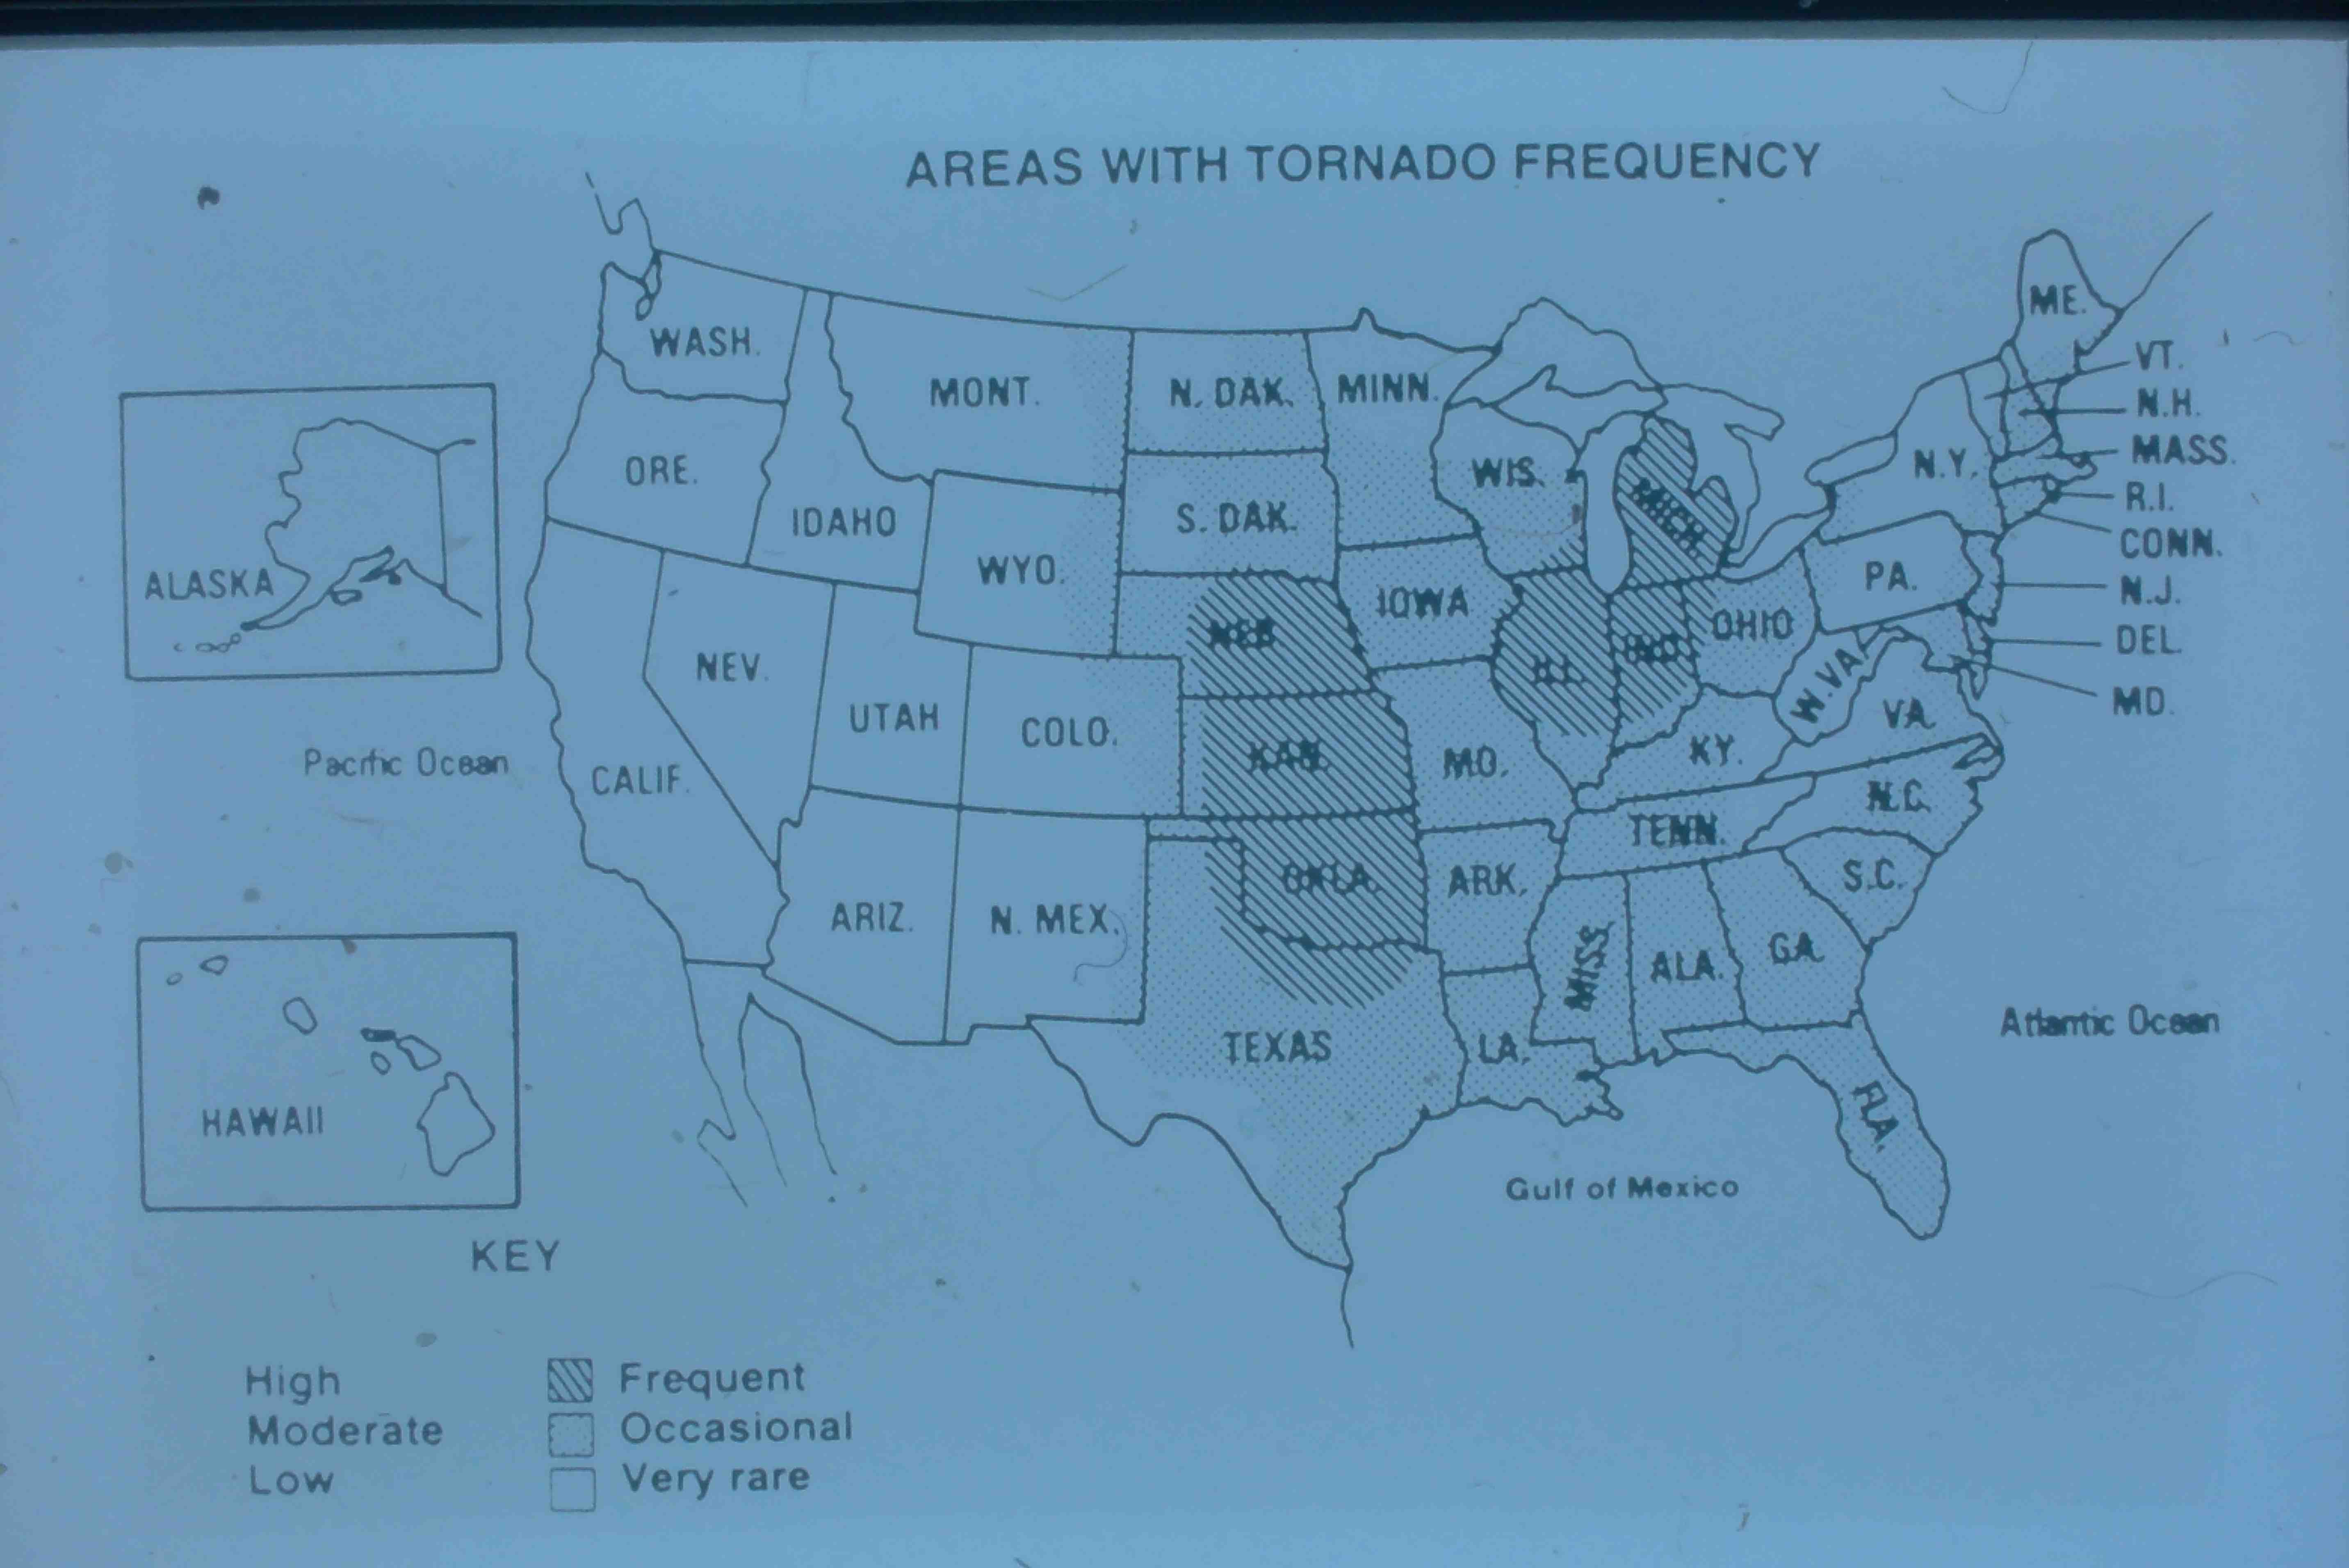 AREAS WITH TORNADO FREQUENCY
ME.
WASH.
VT.
MONT.
N. DAK.
MINN.
N.H.
MASS.
ORE.
WIS.
N.Y.
R.I.
IDAHO
S. DAK.
MICH.
CONN.
ALASKA
WYO.
IOWA
PA.
N.J.
NEB.
OHIO
IND.
DEL.
NEV.
ILL.
W.VA.
MD.
UTAH
COLO.
VA.
Pacific Ocean
CALIF.
KAN.
MO.
KY.
N.C.
TENN.
ARIZ.
N. MEX.
OKLA.
ARK.
S.C.
MISS.
ALA.
GA.
TEXAS
LA.
Atlantic Ocean
HAWAII
FLA.
Gulf of Mexico
KEY
High Frequent
Moderate Occasional
Low Very rare